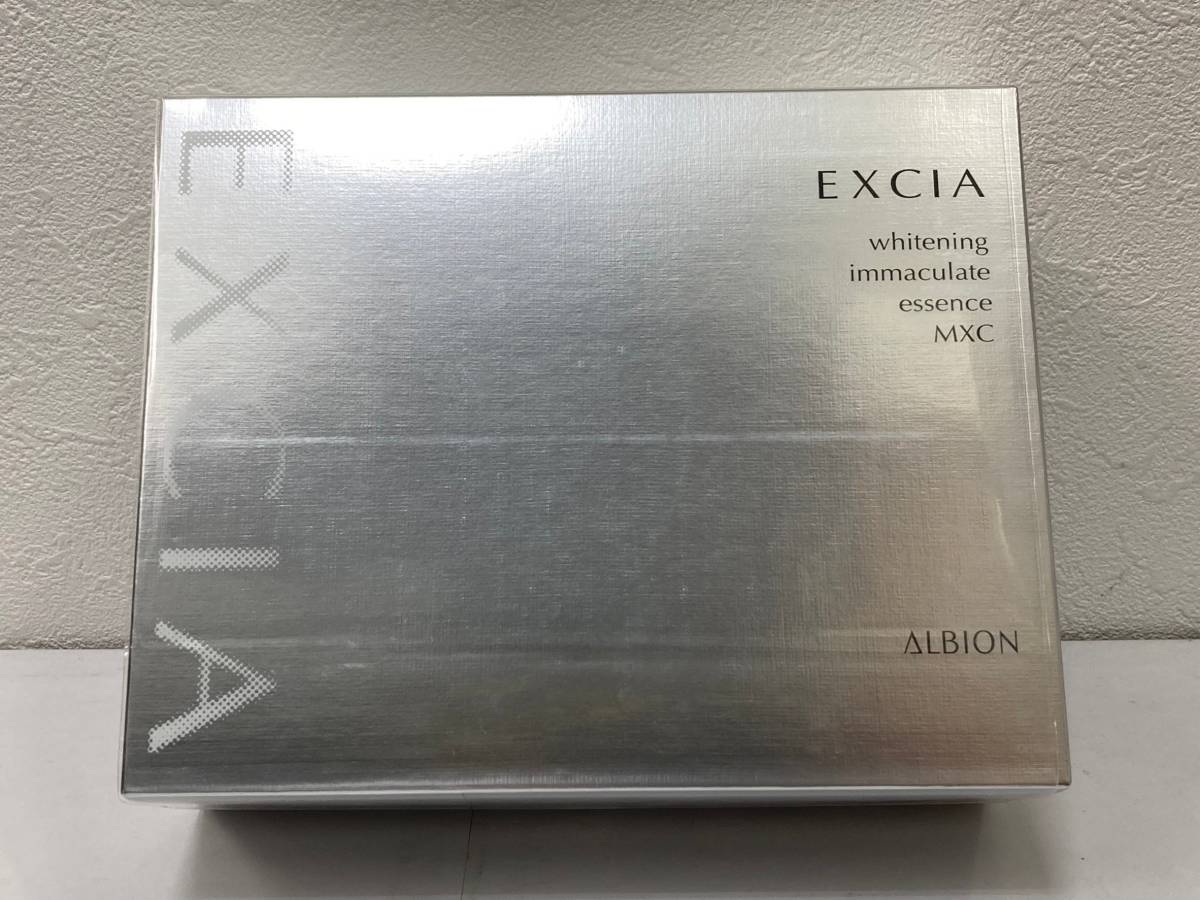 EXCIA
EXCIA
whitening
immaculate
essence
MXC
ALBION